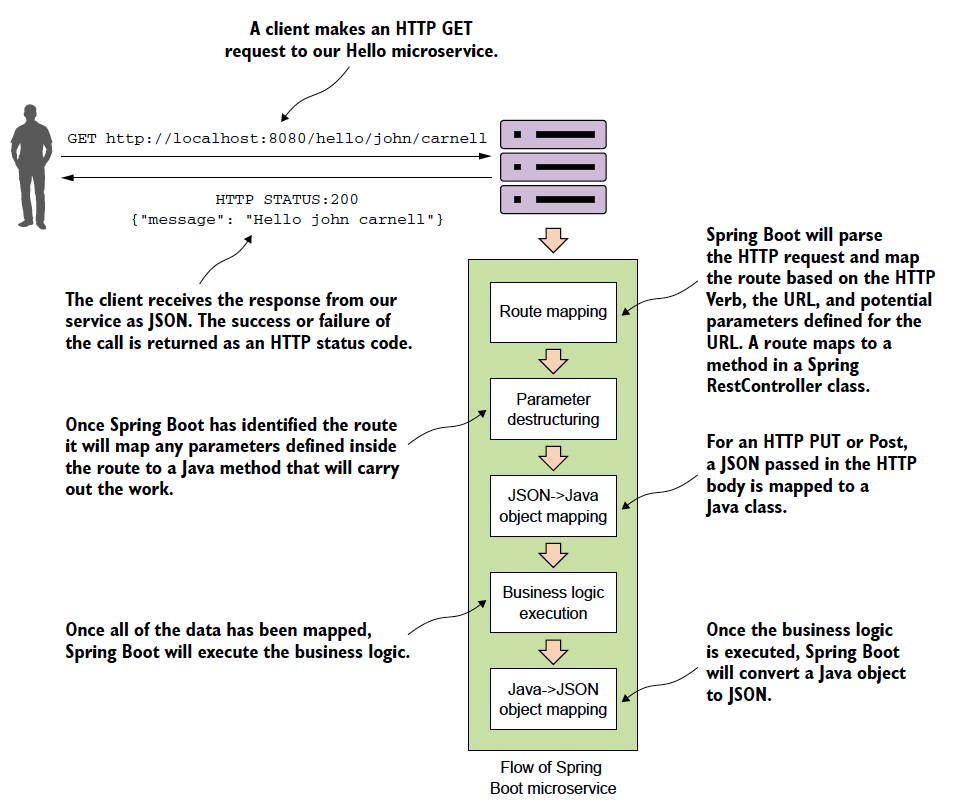 A client makes an HTTP GET
request to our Hello microservice.
GET http://localhost:8080/hello/john/carnell
HTTP STATUS:200
{"message": "Hello john carnell"}
The client receives the response from our
service as JSON. The success or failure of
the call is returned as an HTTP status code.
Spring Boot will parse
the HTTP request and map
the route based on the HTTP
Verb, the URL, and potential
parameters defined for the
URL. A route maps to a
method in a Spring
RestController class.
Route mapping
Once Spring Boot has identified the route
it will map any parameters defined inside
the route to a Java method that will carry
out the work.
Parameter
destructuring
For an HTTP PUT or Post,
a JSON passed in the HTTP
body is mapped to a
Java class.
JSON->Java
object mapping
Business logic
execution
Once all of the data has been mapped,
Spring Boot will execute the business logic.
Once the business logic
is executed, Spring Boot
will convert a Java object
to JSON.
Java->JSON
object mapping
Flow of Spring
Boot microservice